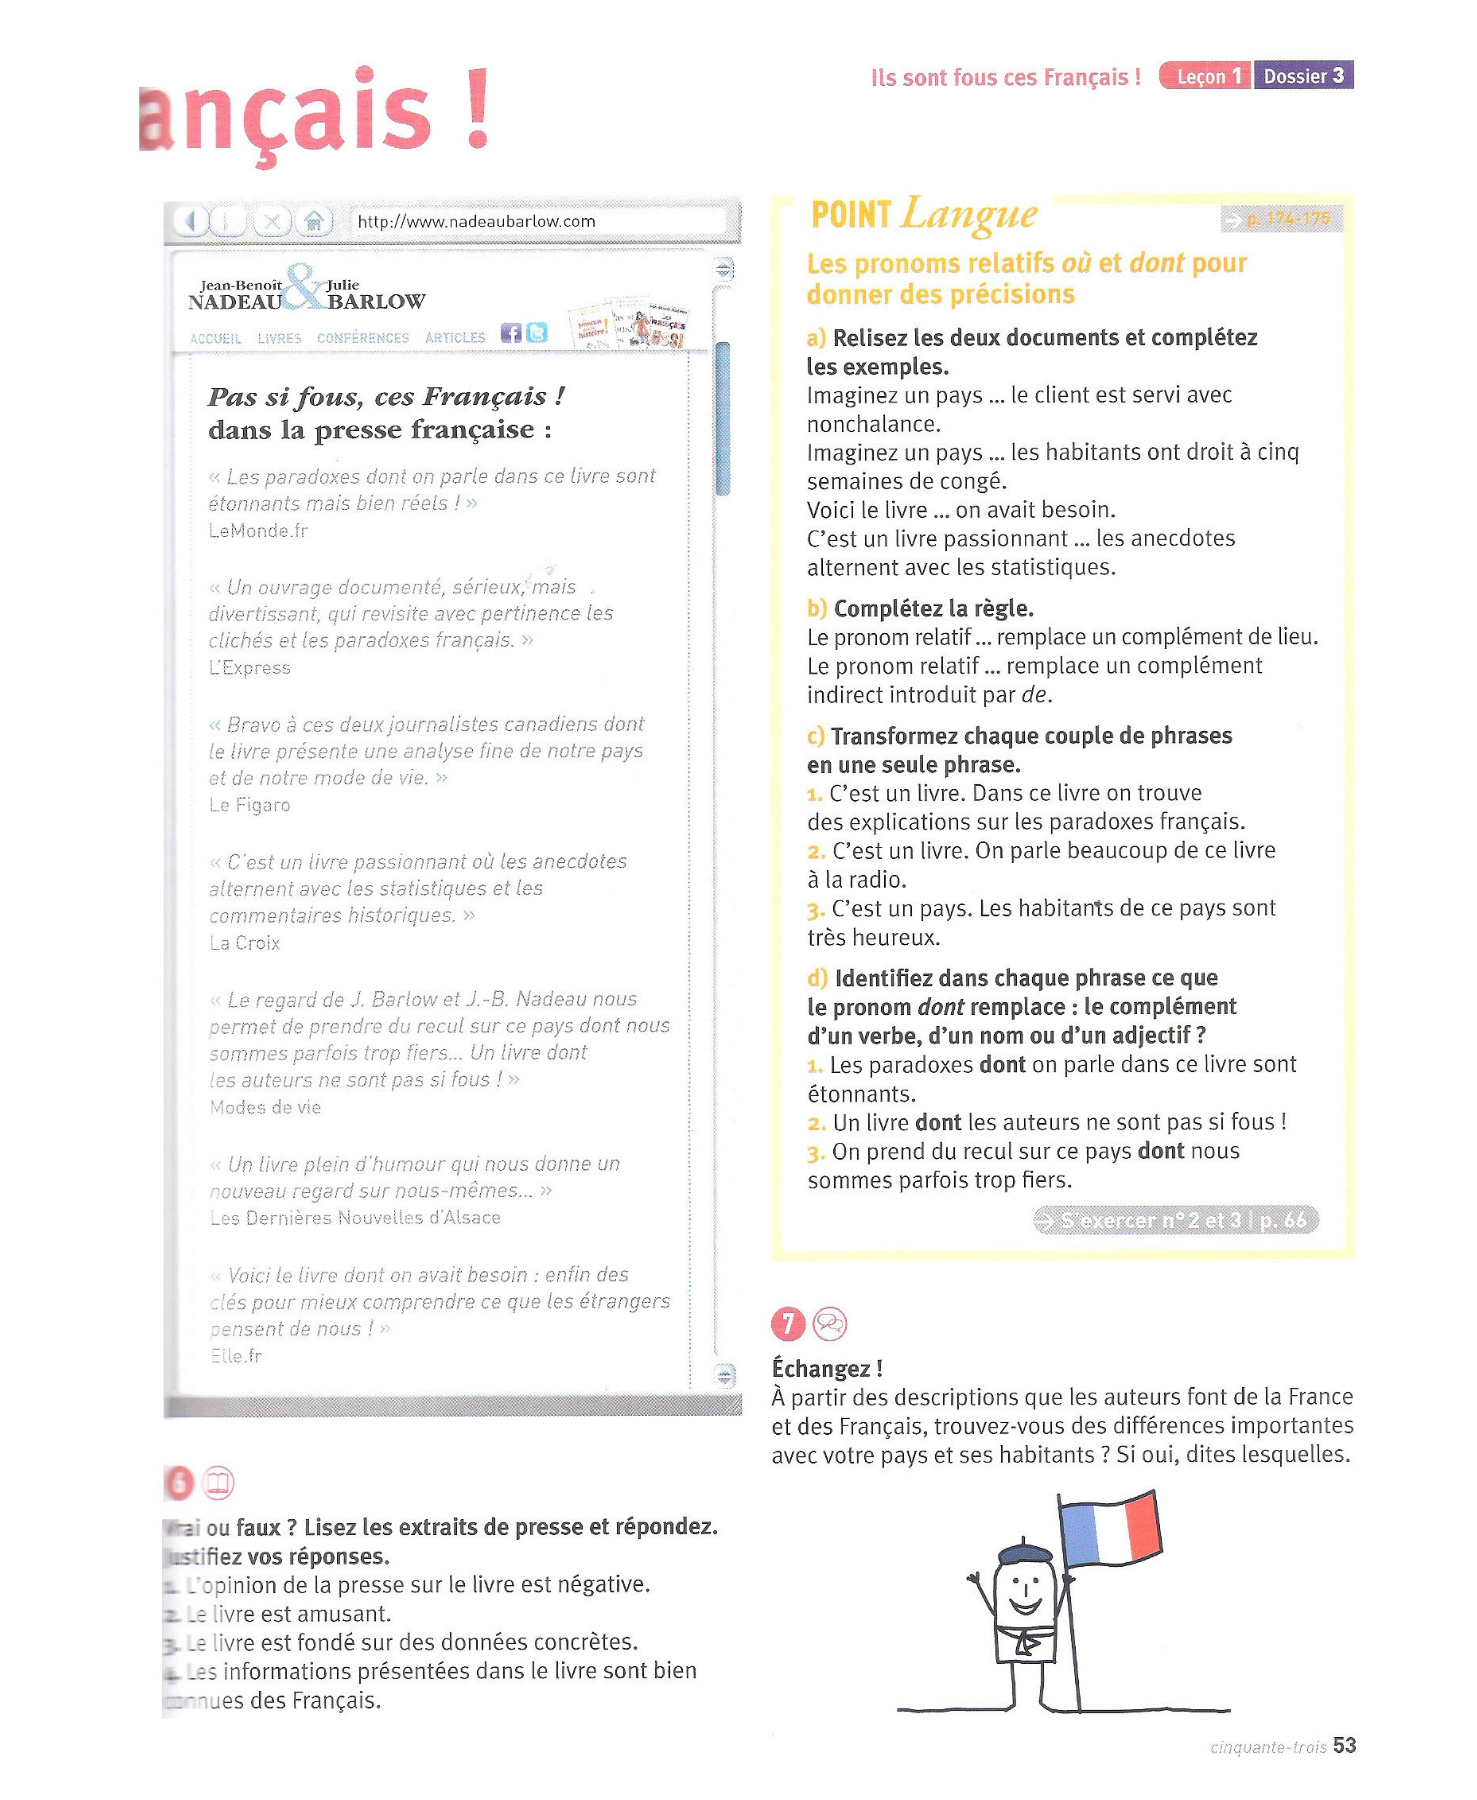 ançais !
Ils sont fous ces Français ! Leçon 1 Dossier 3
http://www.nadeaubarlow.com
Jean-Benoît & Julie
NADEAU BARLOW
ACCUEIL LIVRES CONFÉRENCES ARTICLES
Pas si fous, ces Français !
dans la presse française :
« Les paradoxes dont on parle dans ce livre sont
étonnants mais bien réels ! »
LeMonde.fr
« Un ouvrage documenté, sérieux, mais
divertissant, qui revisite avec pertinence les
clichés et les paradoxes français. »
L'Express
« Bravo à ces deux journalistes canadiens dont
le livre présente une analyse fine de notre pays
et de notre mode de vie. »
Le Figaro
« C'est un livre passionnant où les anecdotes
alternent avec les statistiques et les
commentaires historiques. »
La Croix
« Le regard de J. Barlow et J.-B. Nadeau nous
permet de prendre du recul sur ce pays dont nous
sommes parfois trop fiers... Un livre dont
les auteurs ne sont pas si fous ! »
Modes de vie
« Un livre plein d'humour qui nous donne un
nouveau regard sur nous-mêmes... »
Les Dernières Nouvelles d'Alsace
« Voici le livre dont on avait besoin : enfin des
clés pour mieux comprendre ce que les étrangers
pensent de nous ! »
Elle.fr
6
Vrai ou faux ? Lisez les extraits de presse et répondez.
Justifiez vos réponses.
1. L'opinion de la presse sur le livre est négative.
2. Le livre est amusant.
3. Le livre est fondé sur des données concrètes.
4. Les informations présentées dans le livre sont bien
connues des Français.
POINT Langue
p. 174-175
Les pronoms relatifs où et dont pour
donner des précisions
a) Relisez les deux documents et complétez
les exemples.
Imaginez un pays ... le client est servi avec
nonchalance.
Imaginez un pays ... les habitants ont droit à cinq
semaines de congé.
Voici le livre ... on avait besoin.
C'est un livre passionnant ... les anecdotes
alternent avec les statistiques.
b) Complétez la règle.
Le pronom relatif ... remplace un complément de lieu.
Le pronom relatif ... remplace un complément
indirect introduit par de.
c) Transformez chaque couple de phrases
en une seule phrase.
1. C'est un livre. Dans ce livre on trouve
des explications sur les paradoxes français.
2. C'est un livre. On parle beaucoup de ce livre
à la radio.
3. C'est un pays. Les habitants de ce pays sont
très heureux.
d) Identifiez dans chaque phrase ce que
le pronom dont remplace : le complément
d'un verbe, d'un nom ou d'un adjectif ?
1. Les paradoxes dont on parle dans ce livre sont
étonnants.
2. Un livre dont les auteurs ne sont pas si fous !
3. On prend du recul sur ce pays dont nous
sommes parfois trop fiers.
S'exercer n° 2 et 3 | p. 66
7
Échangez !
À partir des descriptions que les auteurs font de la France
et des Français, trouvez-vous des différences importantes
avec votre pays et ses habitants ? Si oui, dites lesquelles.
cinquante-trois 53